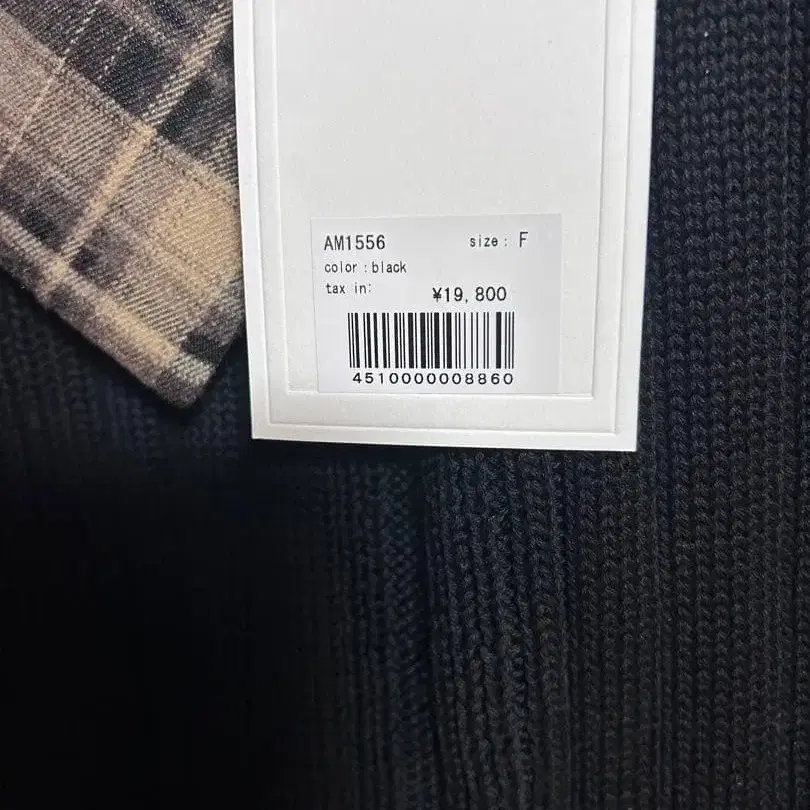 AM1556 size : F
color : black
tax in:
¥19,800
4510000008860